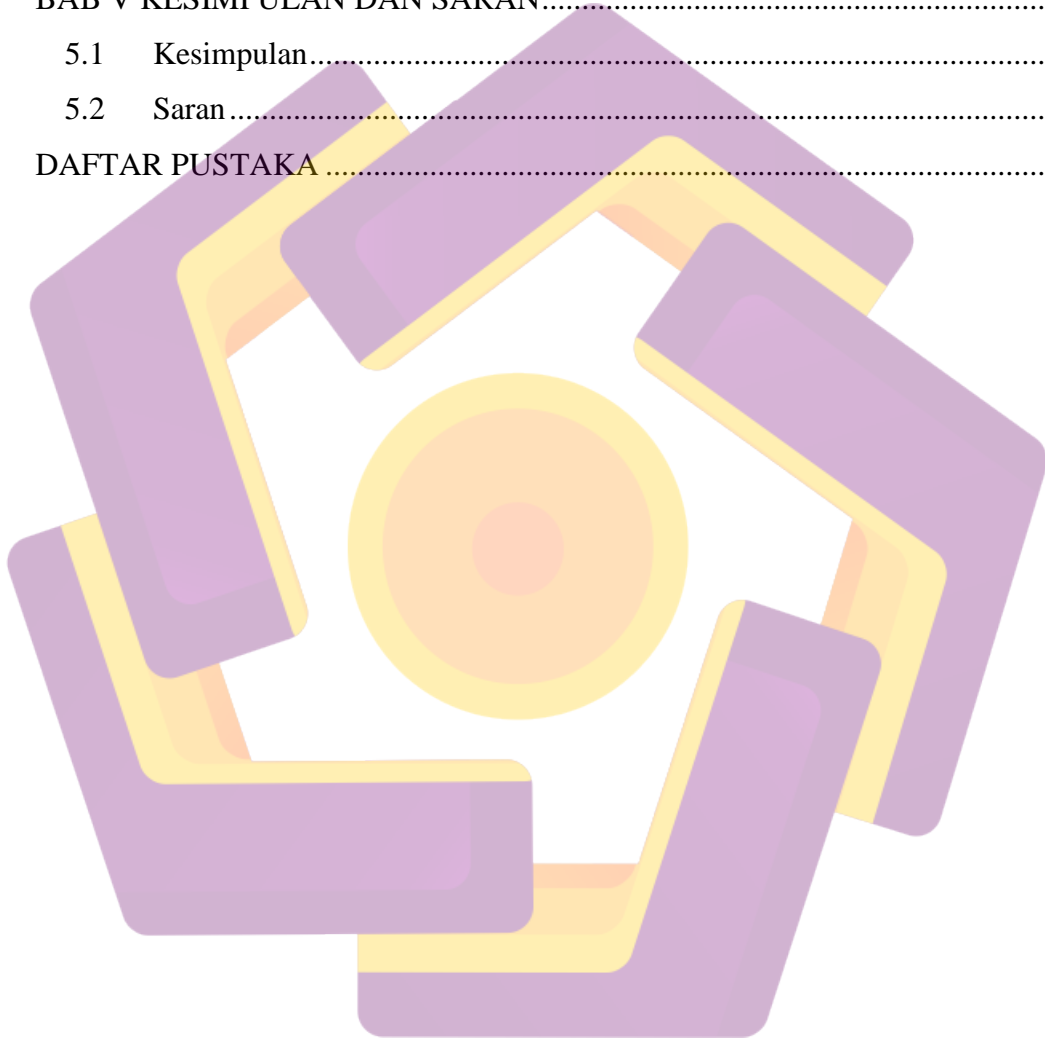 BAB V KESIMPULAN DAN SARAN..............................................................
5.1 Kesimpulan...........................................................................................
5.2 Saran.....................................................................................................
DAFTAR PUSTAKA .........................................................................................